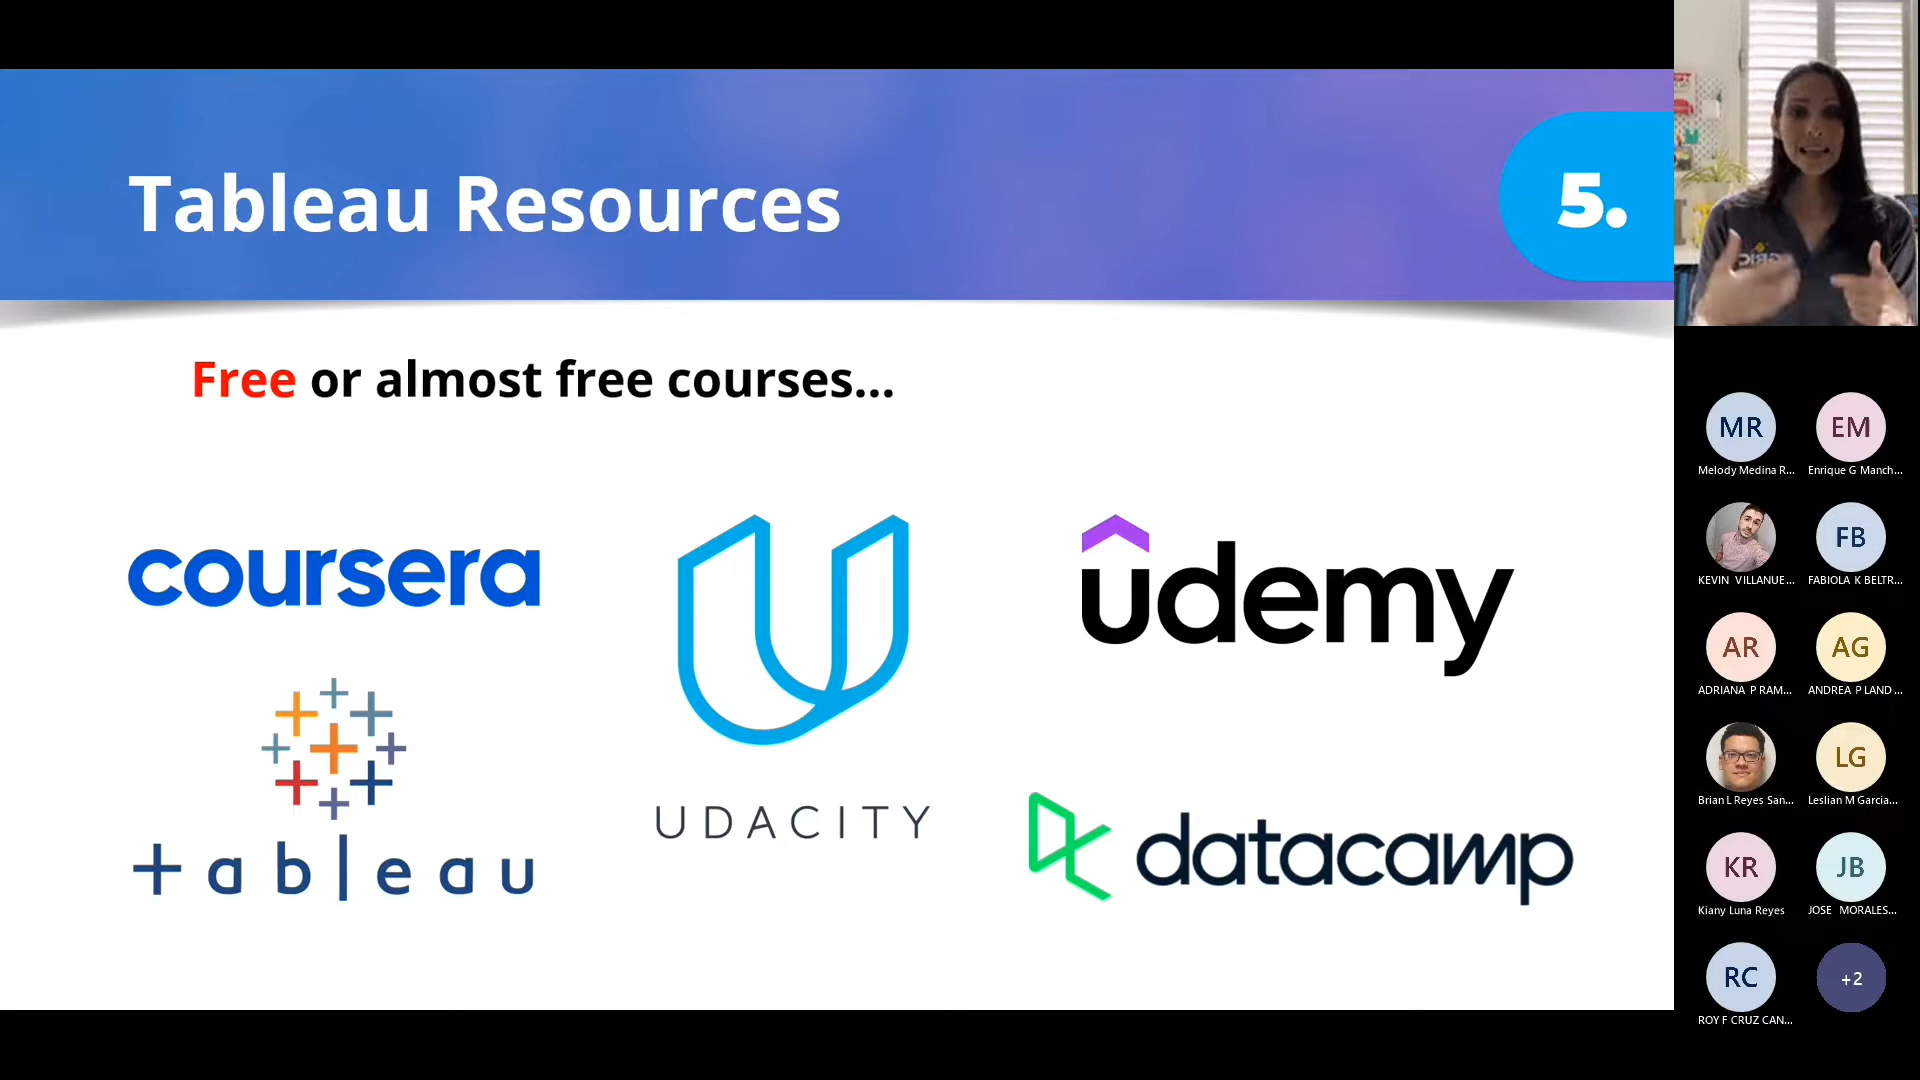 Tableau Resources
5.
Free or almost free courses...
coursera
udemy
UDACITY
tableau
datacamp
MR
Melody Medina R...
EM
Enrique G Manch...
KEVIN VILLANUE...
FB
FABIOLA K BELTR...
AR
ADRIANA P RAM...
AG
ANDREA P LAND...
Brian L Reyes San...
LG
Leslian M Garcia...
KR
Kiany Luna Reyes
JB
JOSE MORALES...
RC
ROY F CRUZ CAN...
+2